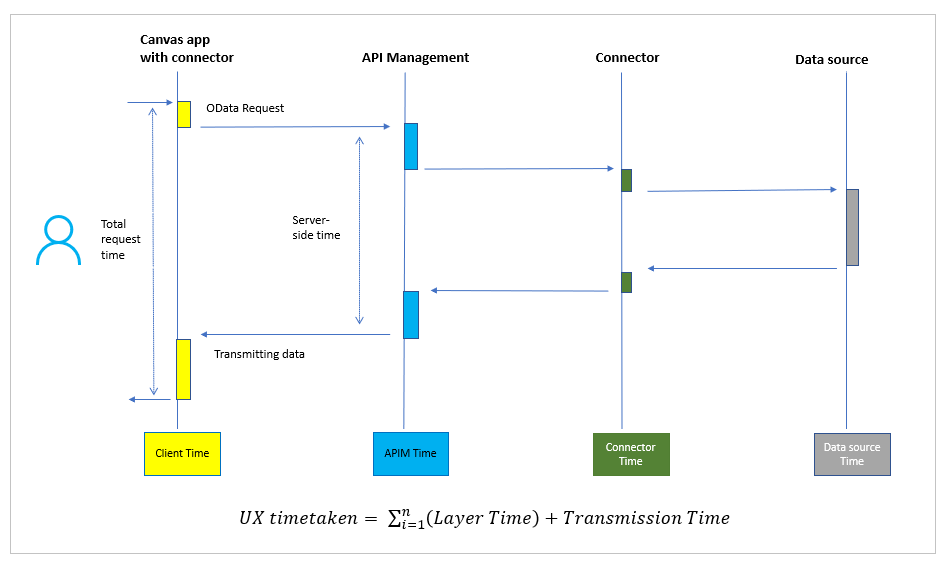 Canvas app
with connector
API Management
Connector
Data source
OData Request
Total
request
time
Server-
side time
Transmitting data
Client Time
APIM Time
Connector
Time
Data source
Time
UX timetaken = ∑ⁿᵢ₌₁(Layer Time) + Transmission Time